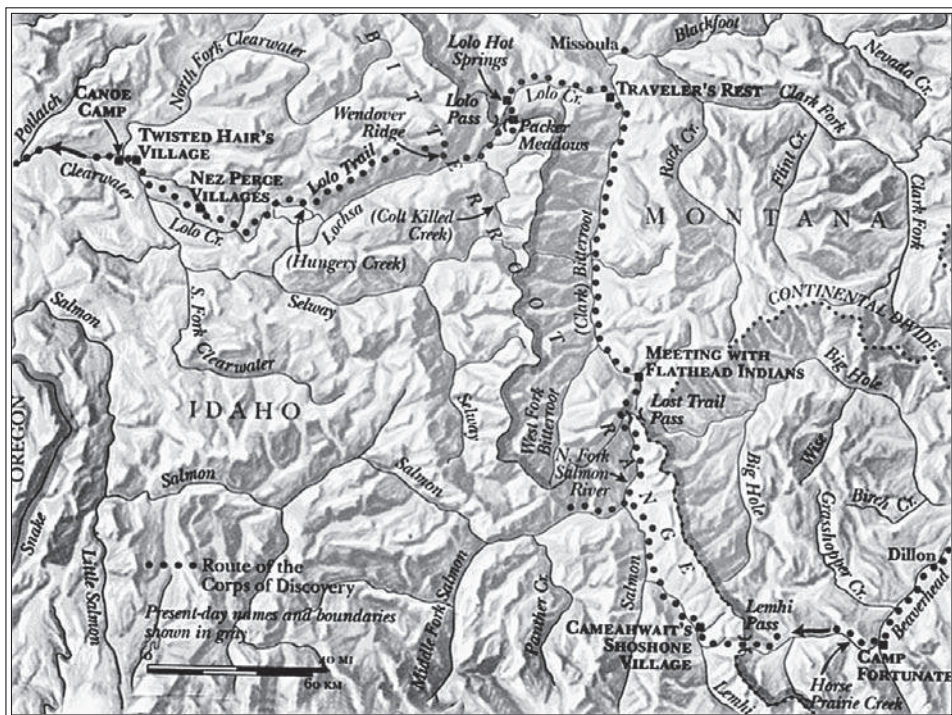 Blackfoot
Missoula
Lolo Hot
Springs
North Fork Clearwater
Nevada Cr.
Potlatch
CANOE
CAMP
Lolo
Pass
Lolo Cr.
TRAVELER'S REST
Clark
Fork
Wendover
Ridge
Packer
Meadows
TWISTED HAIR'S
VILLAGE
Rock Cr.
Flint Cr.
Clearwater
NEZ PERCE
VILLAGES
Lolo Trail
BITTERROOT RANGE
Clark Fork
Lolo Cr.
Lochsa
(Colt Killed
Creek)
MONTANA
(Hungery Creek)
(Clark) Bitterroot
Selway
CONTINENTAL DIVIDE
Salmon
S. Fork
Clearwater
MEETING WITH
FLATHEAD INDIANS
Big Hole
IDAHO
Selway
West Fork
Bitterroot
Lost Trail
Pass
OREGON
Wise
N. Fork
Salmon
River
Big Hole
Birch Cr.
Salmon
Salmon
Grasshopper Cr.
Snake
Little Salmon
Dillon
Route of the
Corps of Discovery
Middle Fork Salmon
Panther Cr.
Salmon
Beaverhead
Present-day names and boundaries
shown in gray
Lemhi
Pass
CAMEAHWAIT'S
SHOSHONE
VILLAGE
CAMP
FORTUNATE
0
40 MI
60 KM
Lemhi
Horse
Prairie Creek